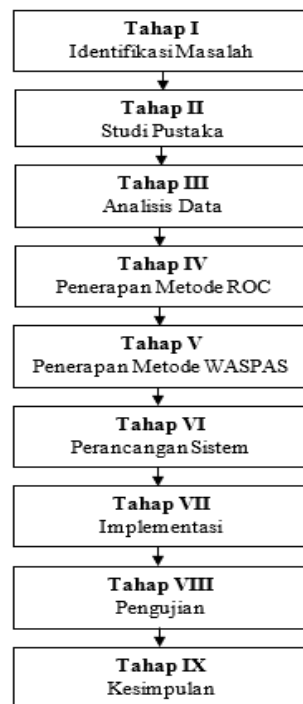 Tahap I
Identifikasi Masalah
Tahap II
Studi Pustaka
Tahap III
Analisis Data
Tahap IV
Penerapan Metode ROC
Tahap V
Penerapan Metode WASPAS
Tahap VI
Perancangan Sistem
Tahap VII
Implementasi
Tahap VIII
Pengujian
Tahap IX
Kesimpulan